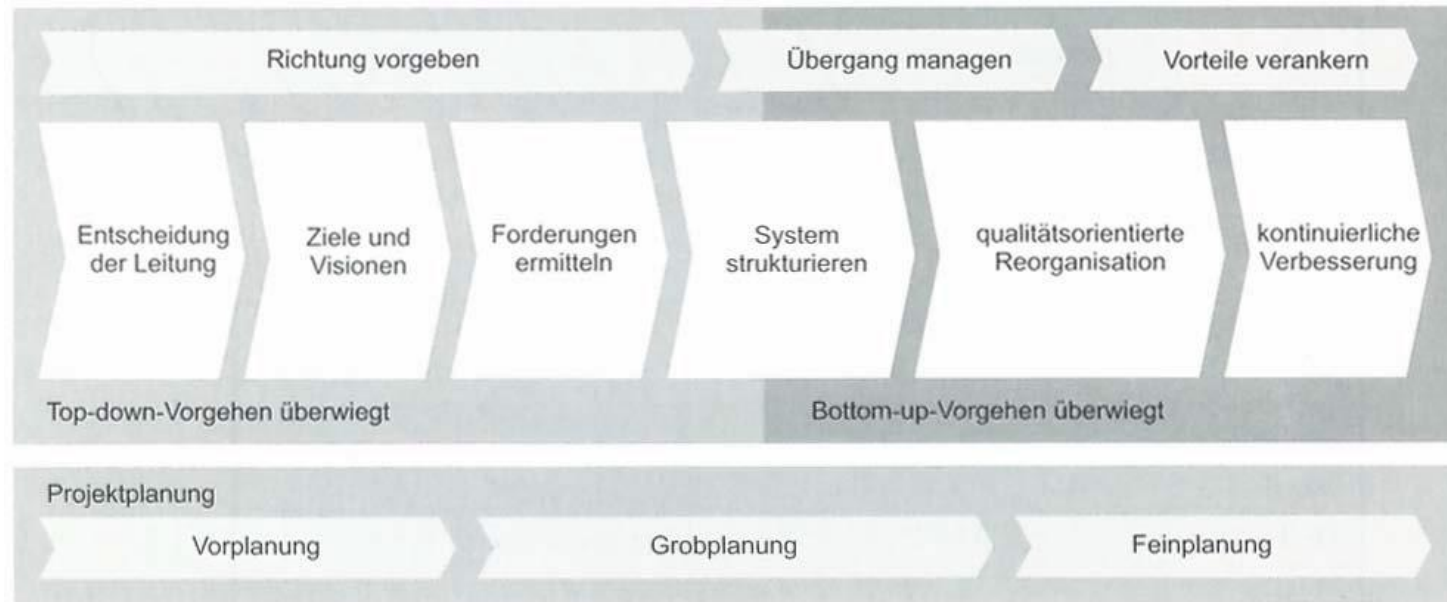 Richtung vorgeben
Übergang managen
Vorteile verankern
Entscheidung
der Leitung
Ziele und
Visionen
Forderungen
ermitteln
System
strukturieren
qualitätsorientierte
Reorganisation
kontinuierliche
Verbesserung
Top-down-Vorgehen überwiegt
Bottom-up-Vorgehen überwiegt
Projektplanung
Vorplanung
Grobplanung
Feinplanung